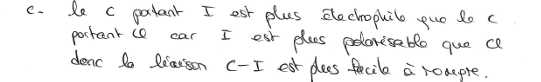 c- le C portant I est plus électrophile que le C
portant Cl car I est plus polarisable que Cl
donc la liaison C-I est plus facile à rompre.